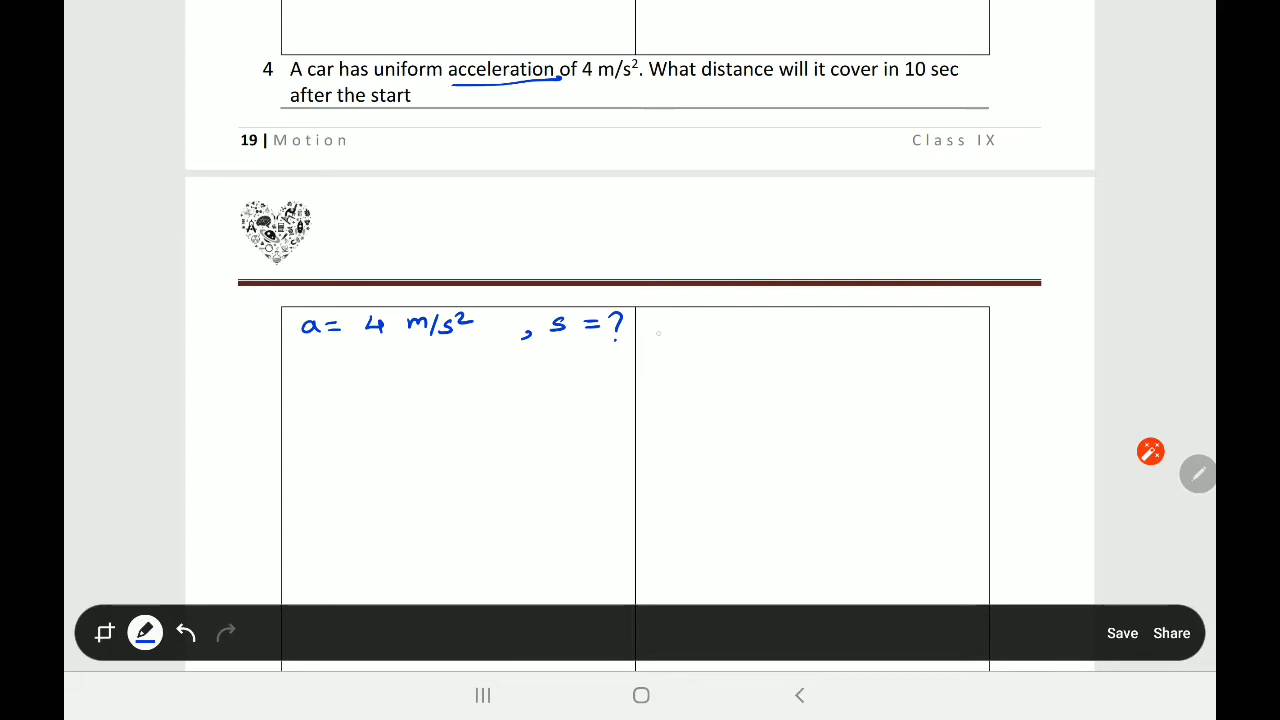 4 A car has uniform acceleration of 4 m/s². What distance will it cover in 10 sec
after the start
19 | Motion Class IX
a= 4 m/s² , s =?
Save Share